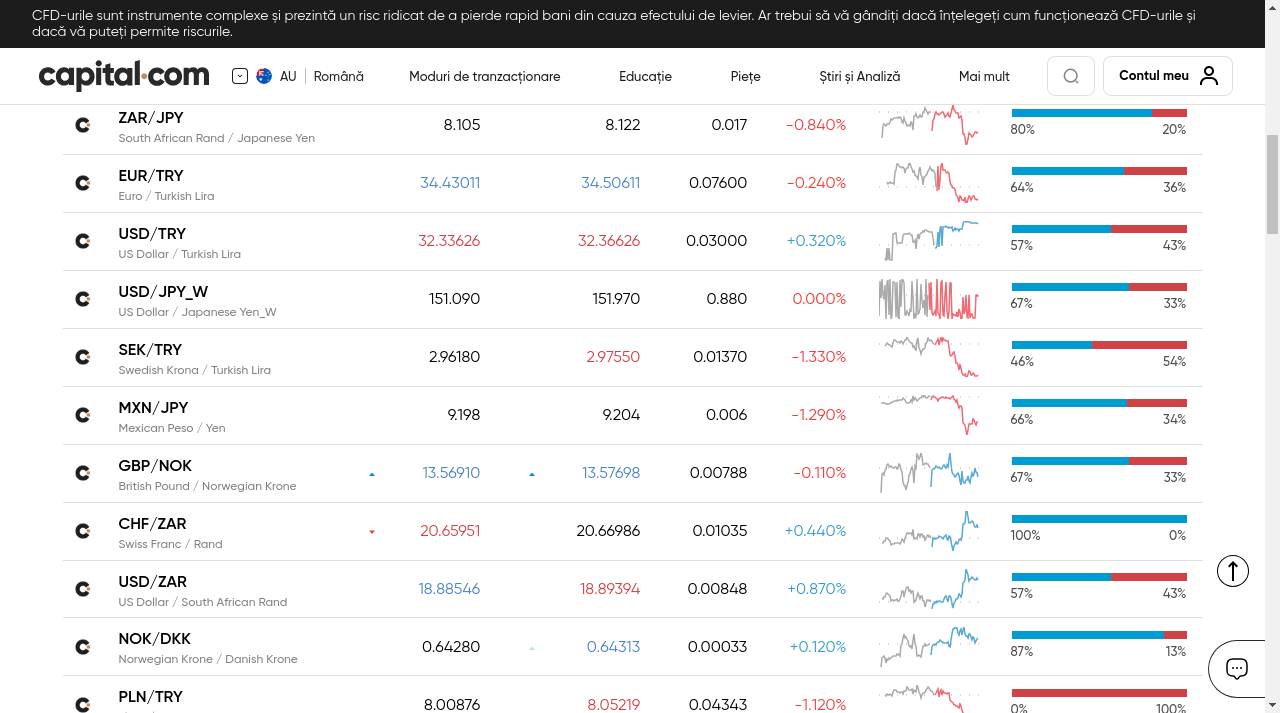 CFD-urile sunt instrumente complexe și prezintă un risc ridicat de a pierde rapid bani din cauza efectului de levier. Ar trebui să vă gândiți dacă înțelegeți cum funcționează CFD-urile și
dacă vă puteți permite riscurile.
capital.com AU Română Moduri de tranzacționare Educație Piețe Știri și Analiză Mai mult Contul meu
ZAR/JPY 8.105 8.122 0.017 -0.840%
South African Rand / Japanese Yen 80% 20%
EUR/TRY 34.43011 34.50611 0.07600 -0.240%
Euro / Turkish Lira 64% 36%
USD/TRY 32.33626 32.36626 0.03000 +0.320%
US Dollar / Turkish Lira 57% 43%
USD/JPY_W 151.090 151.970 0.880 0.000%
US Dollar / Japanese Yen_W 67% 33%
SEK/TRY 2.96180 2.97550 0.01370 -1.330%
Swedish Krona / Turkish Lira 46% 54%
MXN/JPY 9.198 9.204 0.006 -1.290%
Mexican Peso / Yen 66% 34%
GBP/NOK 13.56910 13.57698 0.00788 -0.110%
British Pound / Norwegian Krone 67% 33%
CHF/ZAR 20.65951 20.66986 0.01035 +0.440%
Swiss Franc / Rand 100% 0%
USD/ZAR 18.88546 18.89394 0.00848 +0.870%
US Dollar / South African Rand 57% 43%
NOK/DKK 0.64280 0.64313 0.00033 +0.120%
Norwegian Krone / Danish Krone 87% 13%
PLN/TRY 8.00876 8.05219 0.04343 -1.120%
0% 100%